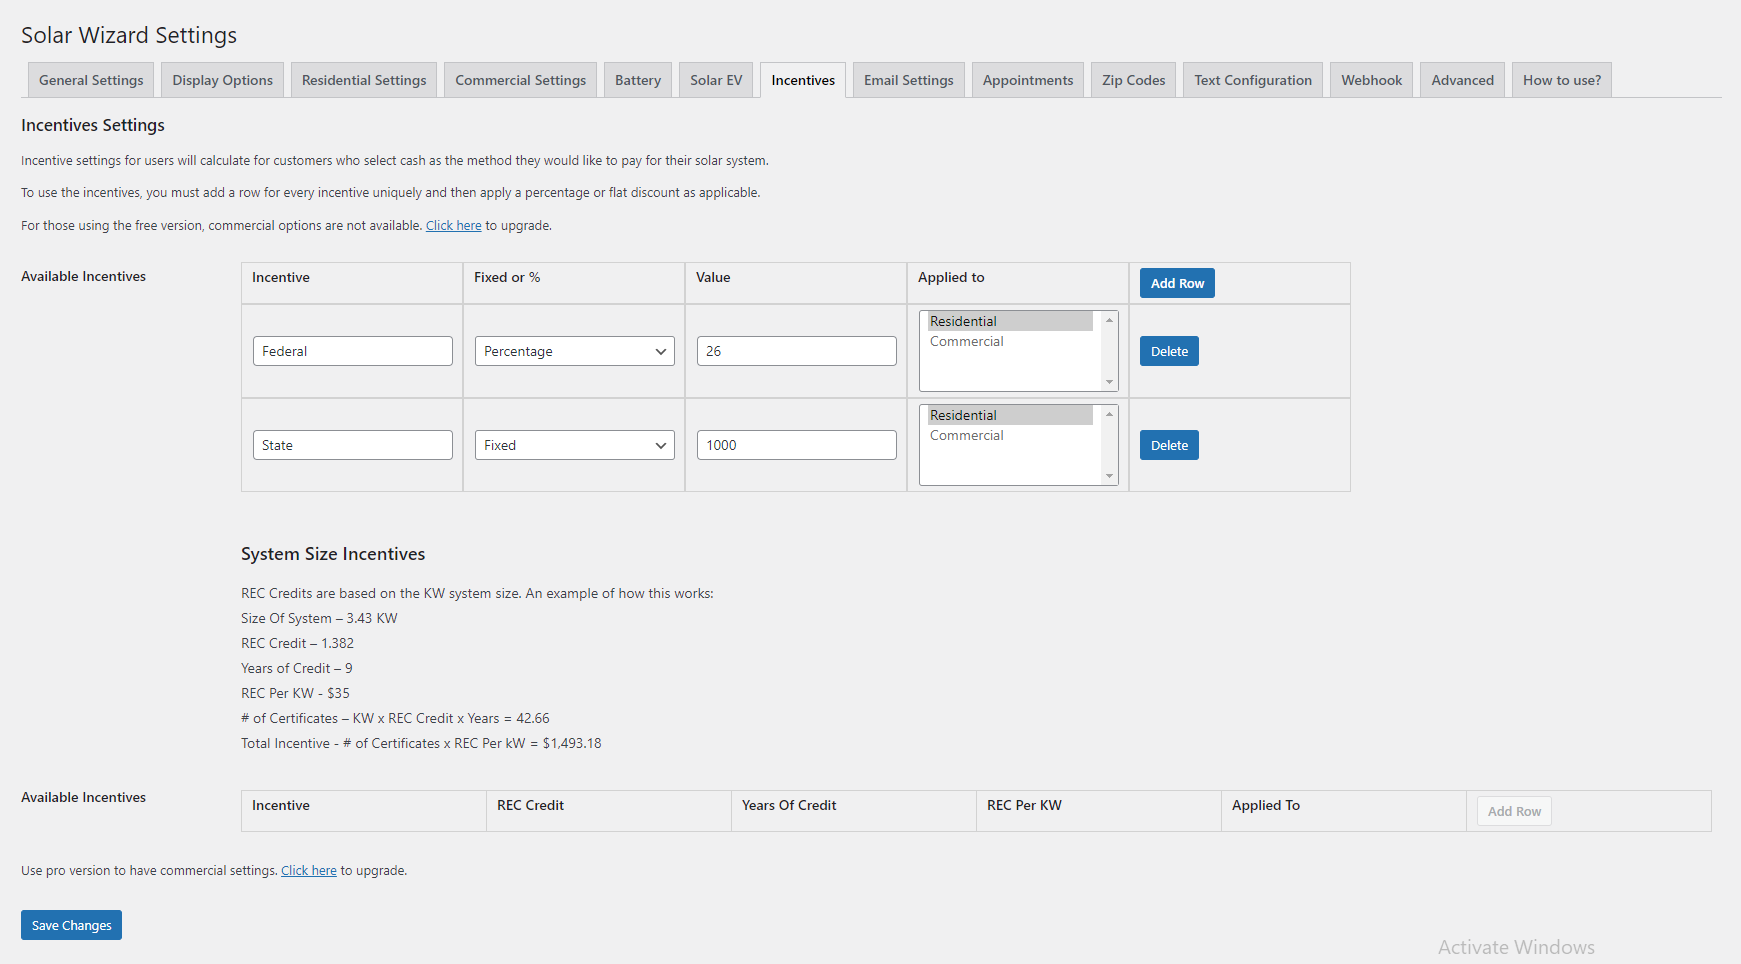 Solar Wizard Settings
General Settings Display Options Residential Settings Commercial Settings Battery Solar EV Incentives Email Settings Appointments Zip Codes Text Configuration Webhook Advanced How to use?
Incentives Settings
Incentive settings for users will calculate for customers who select cash as the method they would like to pay for their solar system.
To use the incentives, you must add a row for every incentive uniquely and then apply a percentage or flat discount as applicable.
For those using the free version, commercial options are not available. Click here to upgrade.
Available Incentives Incentive Fixed or % Value Applied to Add Row
Federal Percentage 26 Residential Delete
Commercial
State Fixed 1000 Residential Delete
Commercial
System Size Incentives
REC Credits are based on the KW system size. An example of how this works:
Size Of System – 3.43 KW
REC Credit – 1.382
Years of Credit – 9
REC Per KW - $35
# of Certificates – KW x REC Credit x Years = 42.66
Total Incentive - # of Certificates x REC Per kW = $1,493.18
Available Incentives Incentive REC Credit Years Of Credit REC Per KW Applied To Add Row
Use pro version to have commercial settings. Click here to upgrade.
Save Changes
Activate Windows